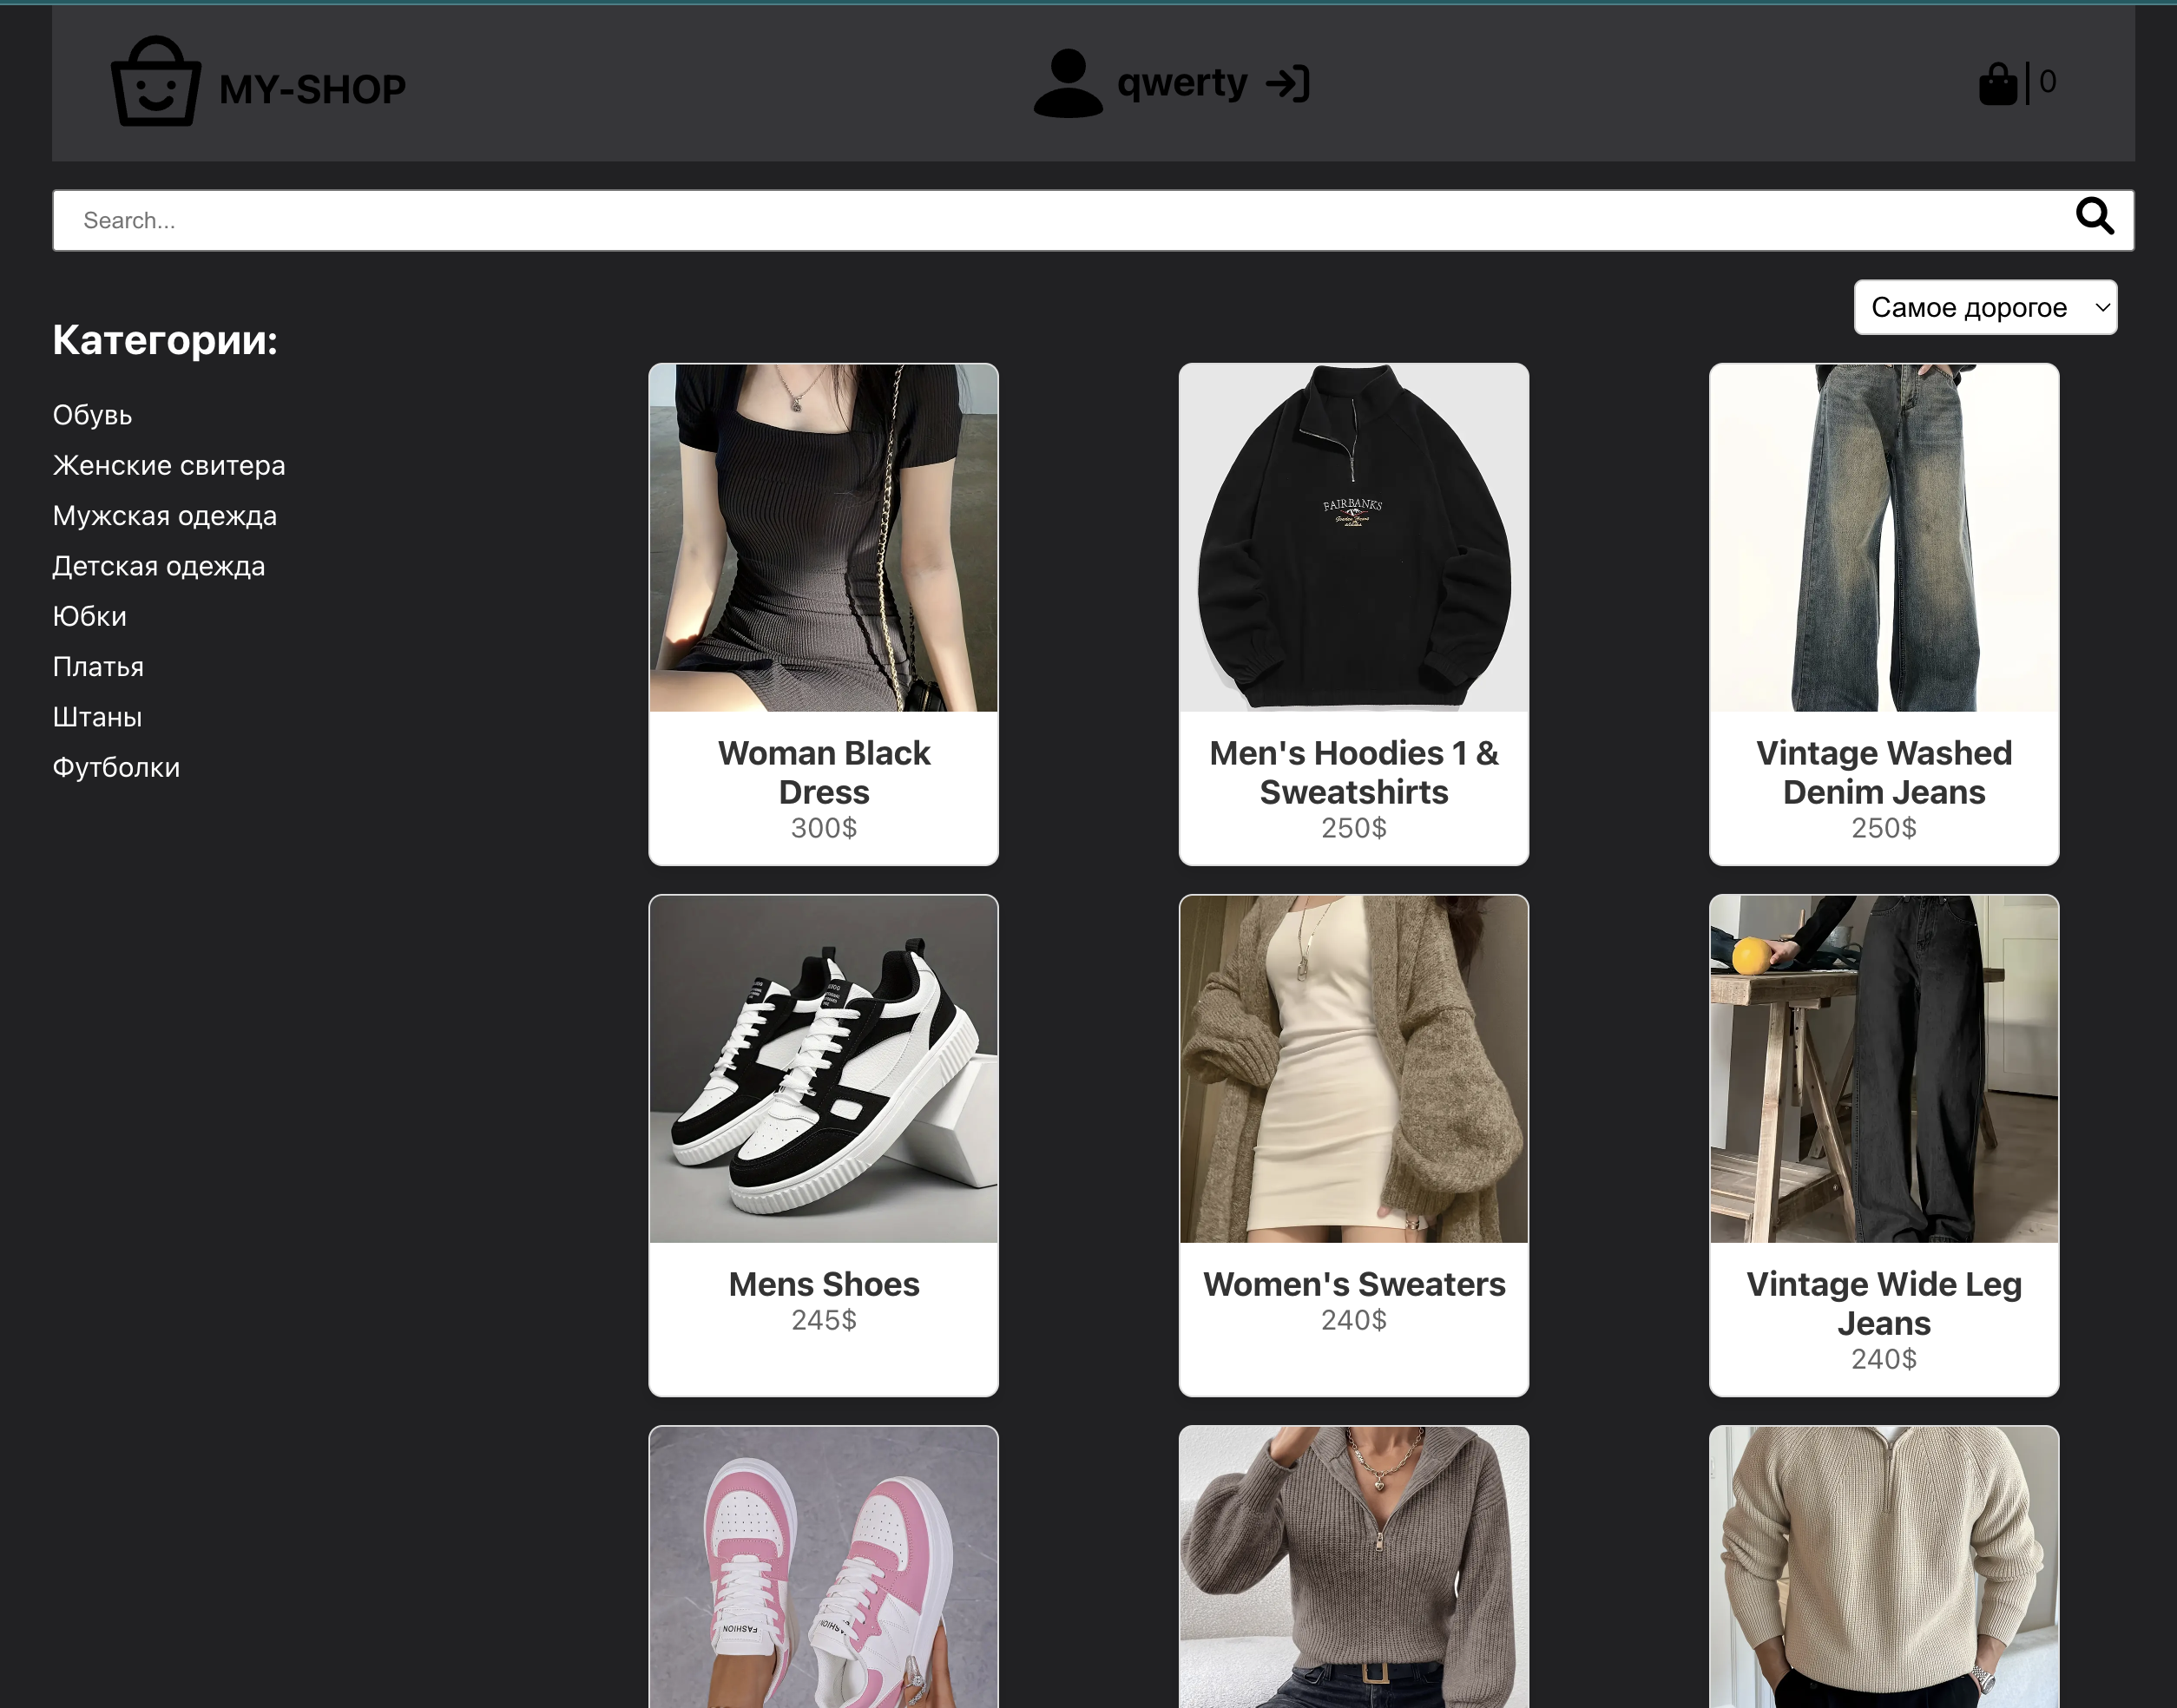 MY-SHOP
qwerty
0
Search...
Самое дорогое
Категории:
Обувь
Женские свитера
Мужская одежда
Детская одежда
Юбки
Платья
Штаны
Футболки
FAIRBANKS
Woman Black
Dress
300$
Men's Hoodies 1 &
Sweatshirts
250$
Vintage Washed
Denim Jeans
250$
Mens Shoes
245$
Women's Sweaters
240$
Vintage Wide Leg
Jeans
240$
FASHION